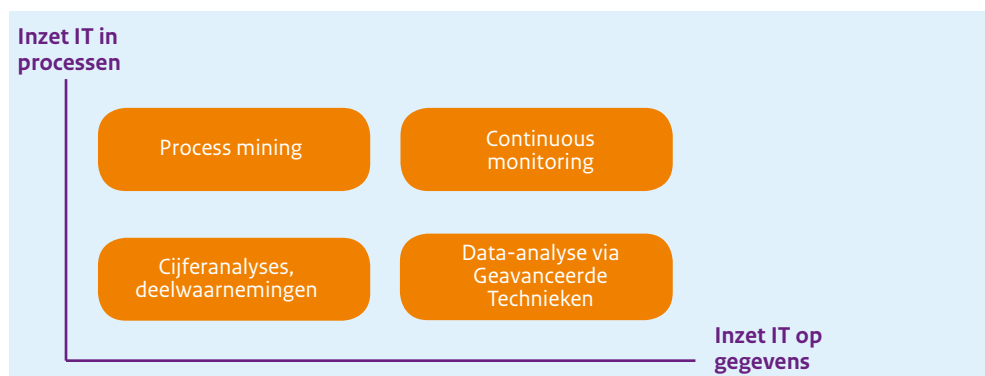 Inzet IT in
processen
Process mining
Continuous
monitoring
Cijferanalyses,
deelwaarnemingen
Data-analyse via
Geavanceerde
Technieken
Inzet IT op
gegevens